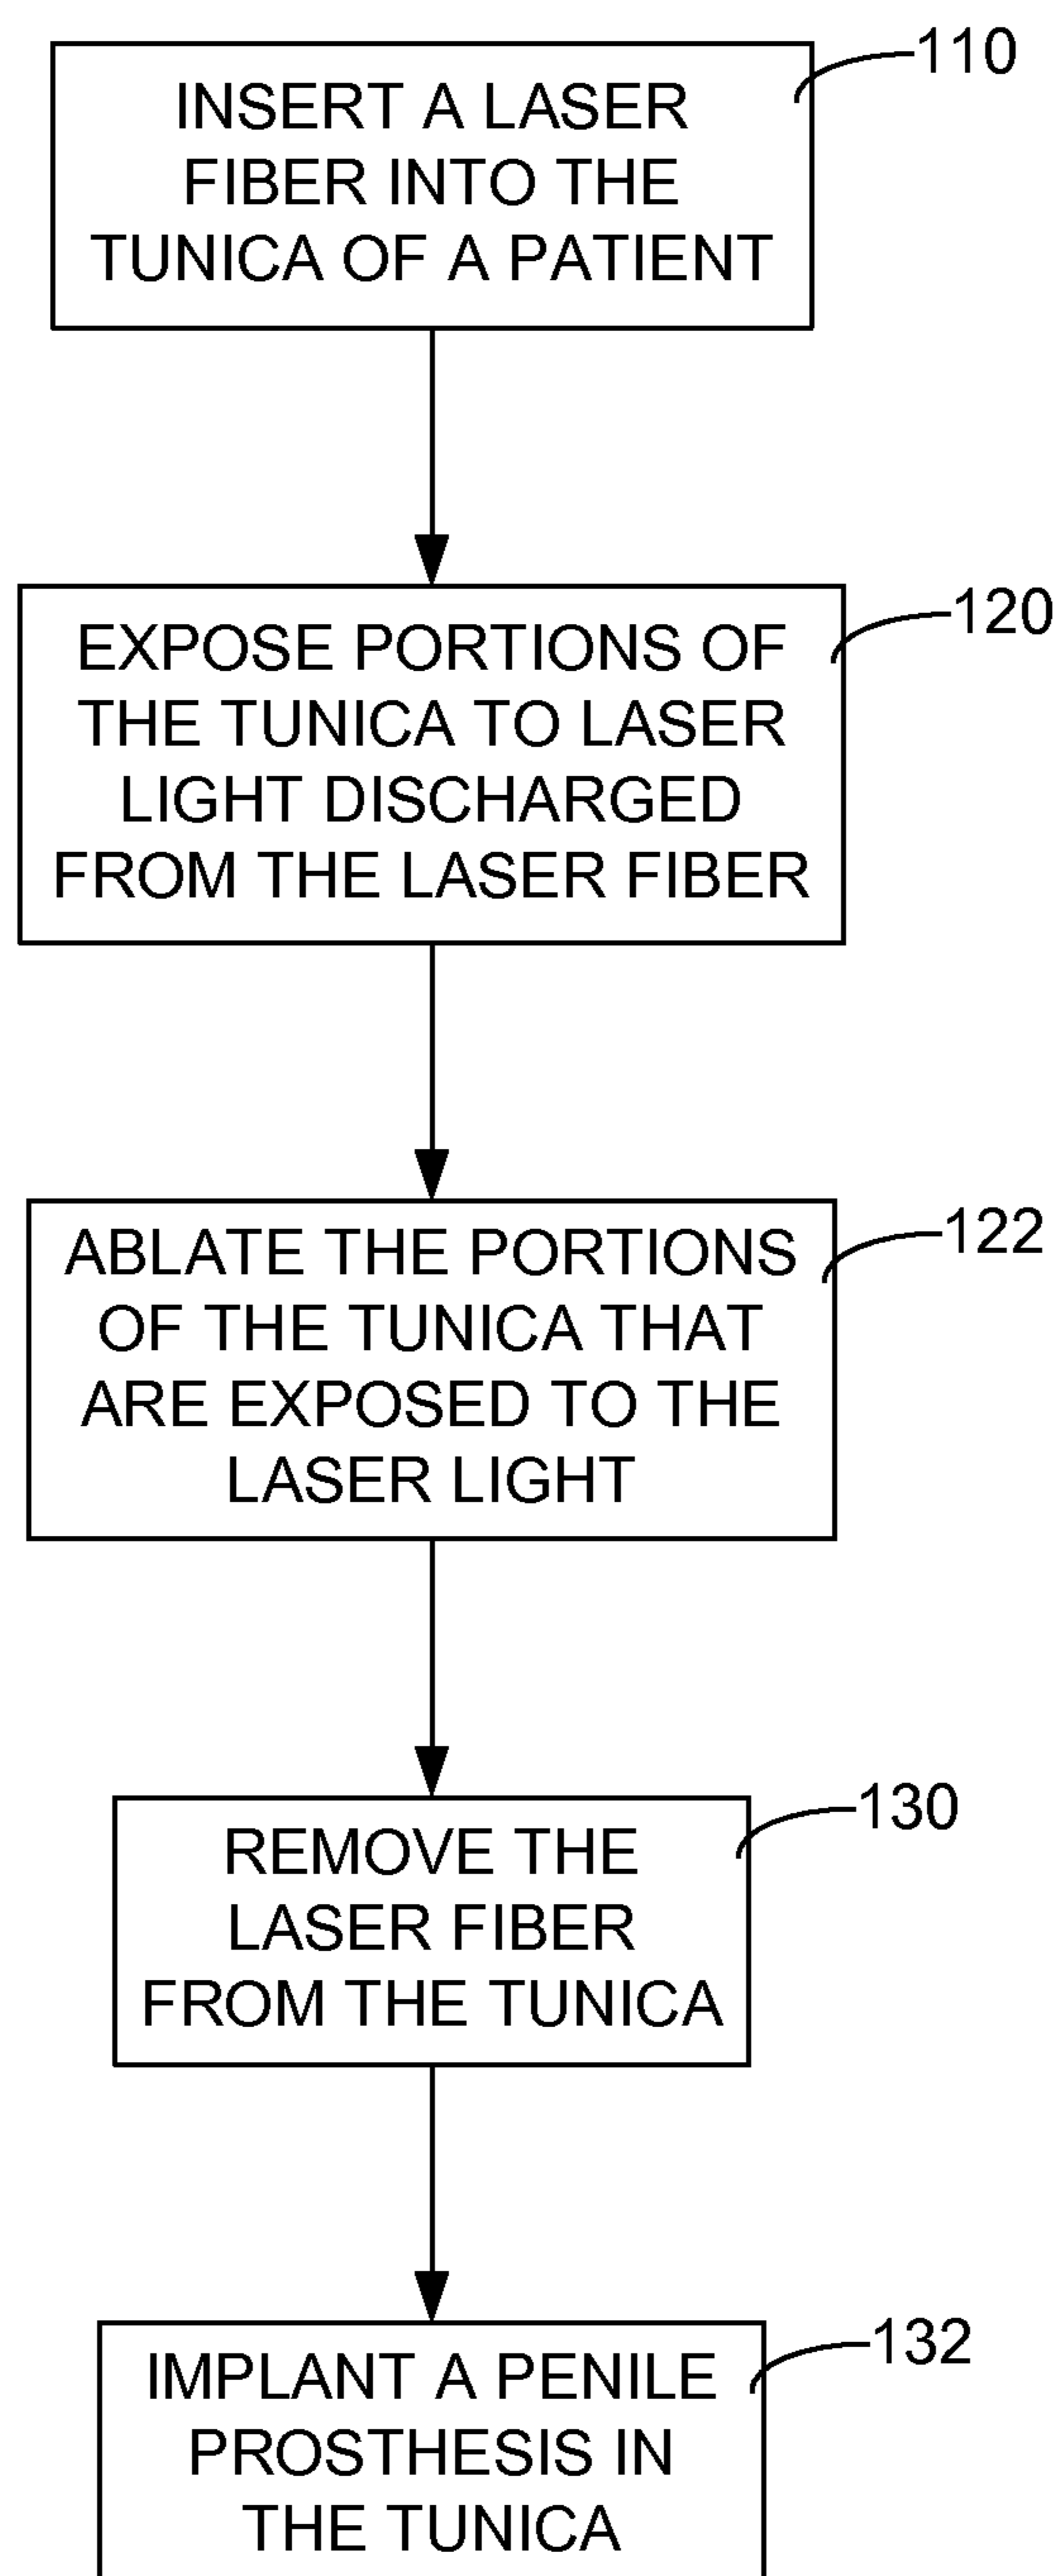 110
INSERT A LASER
FIBER INTO THE
TUNICA OF A PATIENT
120
EXPOSE PORTIONS OF
THE TUNICA TO LASER
LIGHT DISCHARGED
FROM THE LASER FIBER
122
ABLATE THE PORTIONS
OF THE TUNICA THAT
ARE EXPOSED TO THE
LASER LIGHT
130
REMOVE THE
LASER FIBER
FROM THE TUNICA
132
IMPLANT A PENILE
PROSTHESIS IN
THE TUNICA